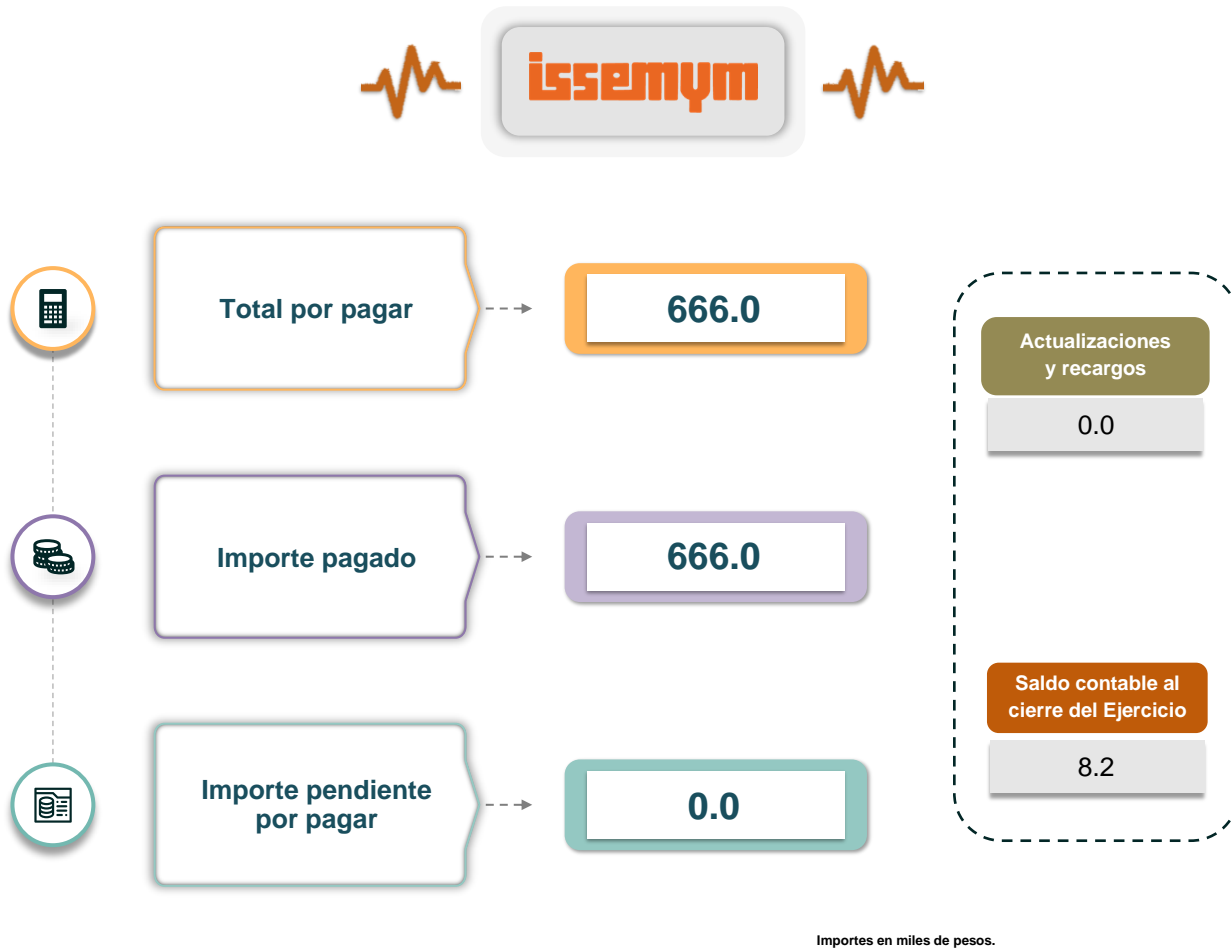 issemym
Total por pagar
666.0
Actualizaciones
y recargos
0.0
Importe pagado
666.0
Saldo contable al
cierre del Ejercicio
8.2
Importe pendiente
por pagar
0.0
Importes en miles de pesos.